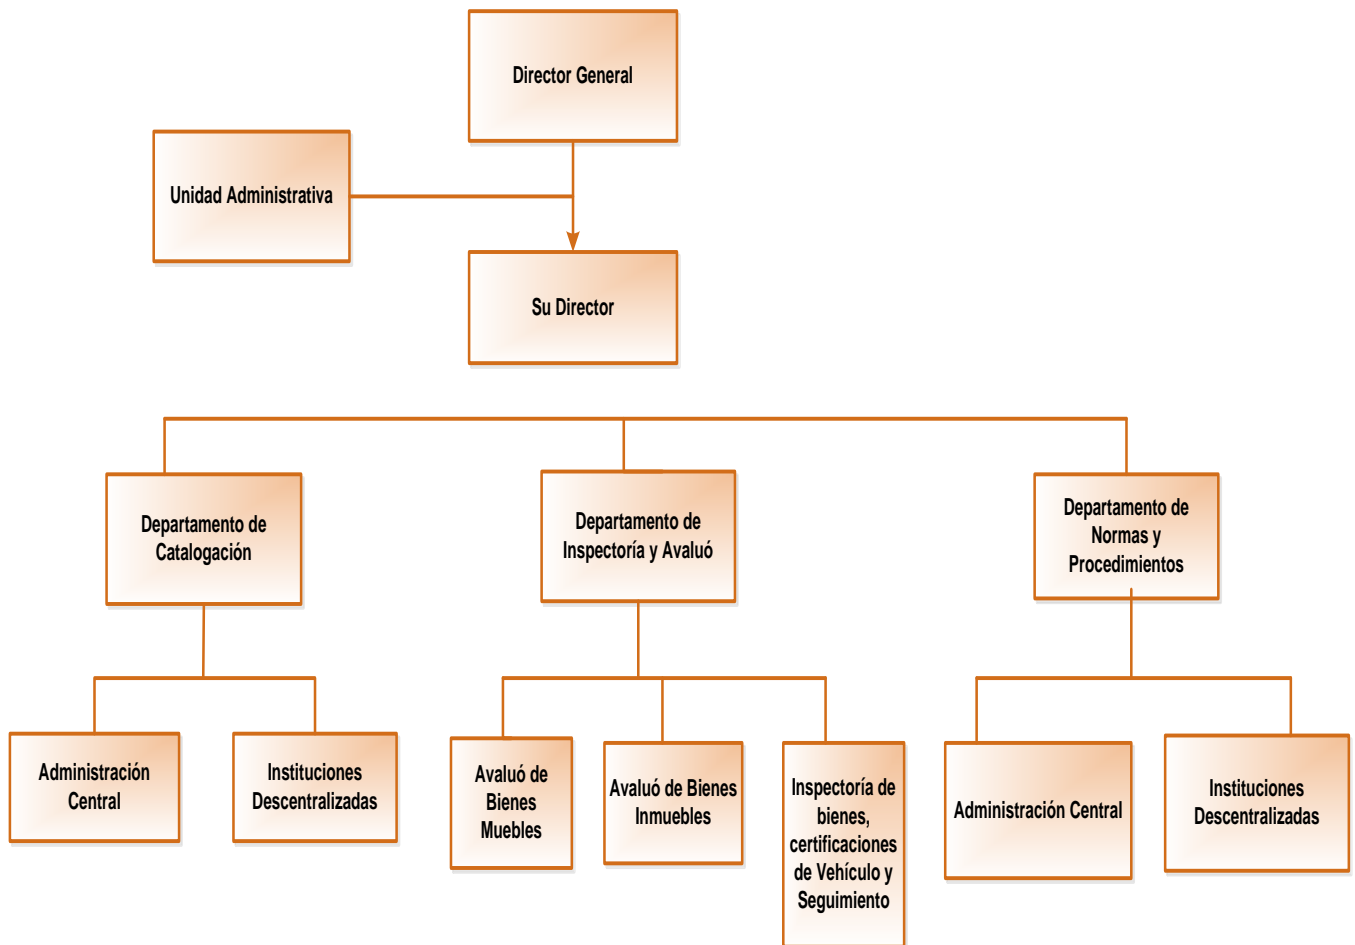 Director General
Unidad Administrativa
Su Director
Departamento de
Catalogación
Departamento de
Inspectoría y Avaluó
Departamento de
Normas y
Procedimientos
Administración
Central
Instituciones
Descentralizadas
Avaluó de
Bienes
Muebles
Avaluó de Bienes
Inmuebles
Inspectoría de
bienes,
certificaciones
de Vehículo y
Seguimiento
Administración Central
Instituciones
Descentralizadas